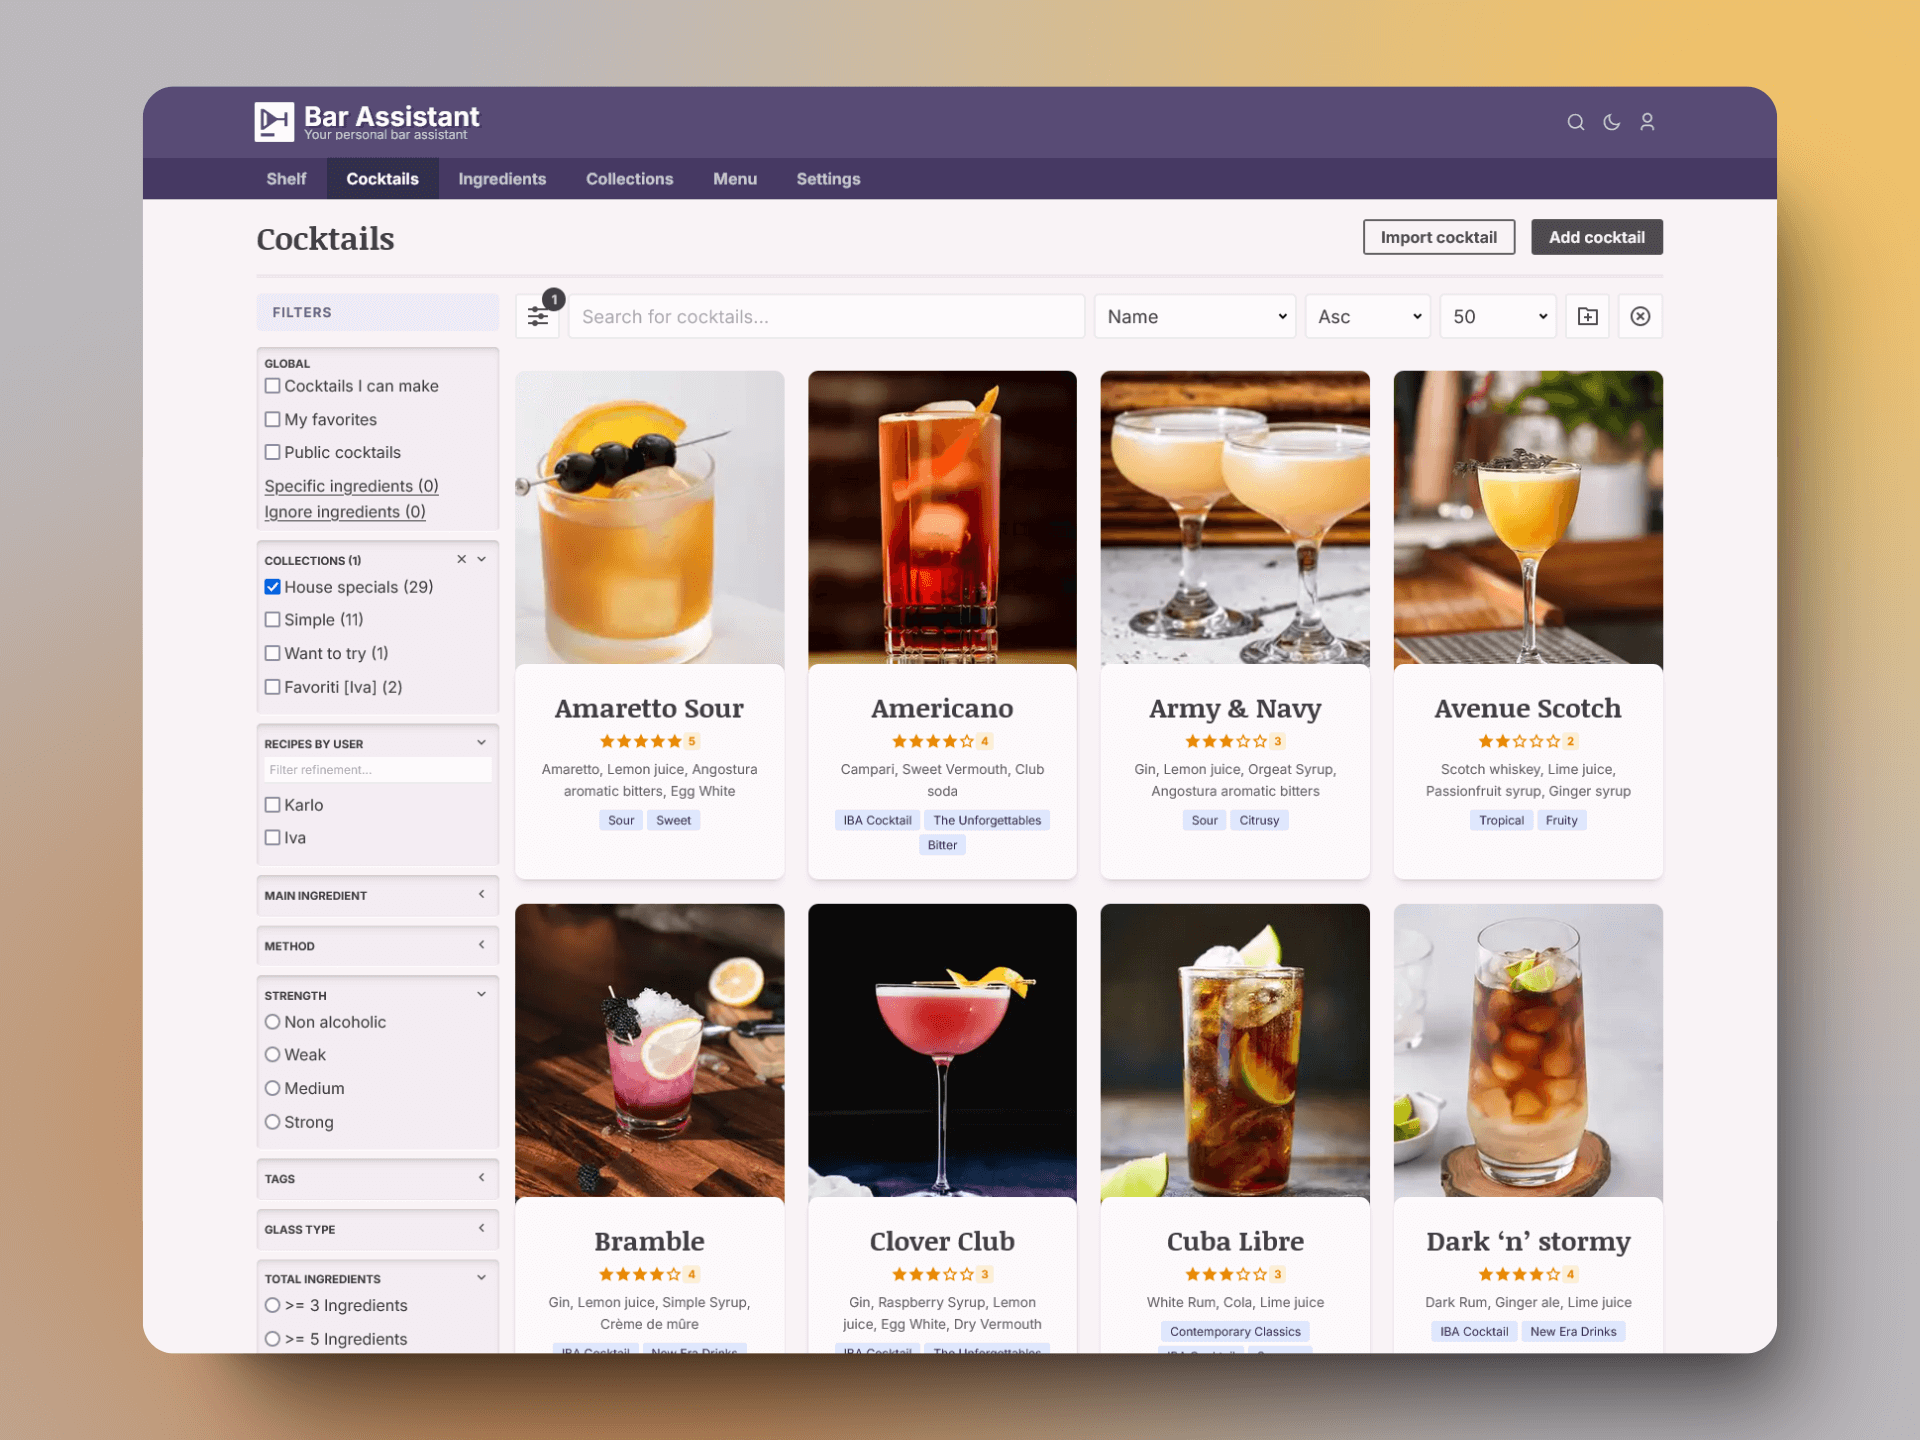 Bar Assistant
Your personal bar assistant
Shelf
Cocktails
Ingredients
Collections
Menu
Settings
Cocktails
Import cocktail
Add cocktail
FILTERS
1
Search for cocktails...
Name
Asc
50
GLOBAL
Cocktails I can make
My favorites
Public cocktails
Specific ingredients (0)
Ignore ingredients (0)
COLLECTIONS (1)
House specials (29)
Simple (11)
Want to try (1)
Favoriti [Iva] (2)
RECIPES BY USER
Filter refinement...
Karlo
Iva
MAIN INGREDIENT
METHOD
STRENGTH
Non alcoholic
Weak
Medium
Strong
TAGS
GLASS TYPE
TOTAL INGREDIENTS
>= 3 Ingredients
>= 5 Ingredients
Amaretto Sour
5
Amaretto, Lemon juice, Angostura
aromatic bitters, Egg White
Sour
Sweet
Americano
4
Campari, Sweet Vermouth, Club
soda
IBA Cocktail
The Unforgettables
Bitter
Army & Navy
3
Gin, Lemon juice, Orgeat Syrup,
Angostura aromatic bitters
Sour
Citrusy
Avenue Scotch
2
Scotch whiskey, Lime juice,
Passionfruit syrup, Ginger syrup
Tropical
Fruity
Bramble
4
Gin, Lemon juice, Simple Syrup,
Crème de mûre
IBA Cocktail
New Era Drinks
Clover Club
3
Gin, Raspberry Syrup, Lemon
juice, Egg White, Dry Vermouth
IBA Cocktail
The Unforgettables
Cuba Libre
3
White Rum, Cola, Lime juice
Contemporary Classics
Dark ‘n’ stormy
4
Dark Rum, Ginger ale, Lime juice
IBA Cocktail
New Era Drinks